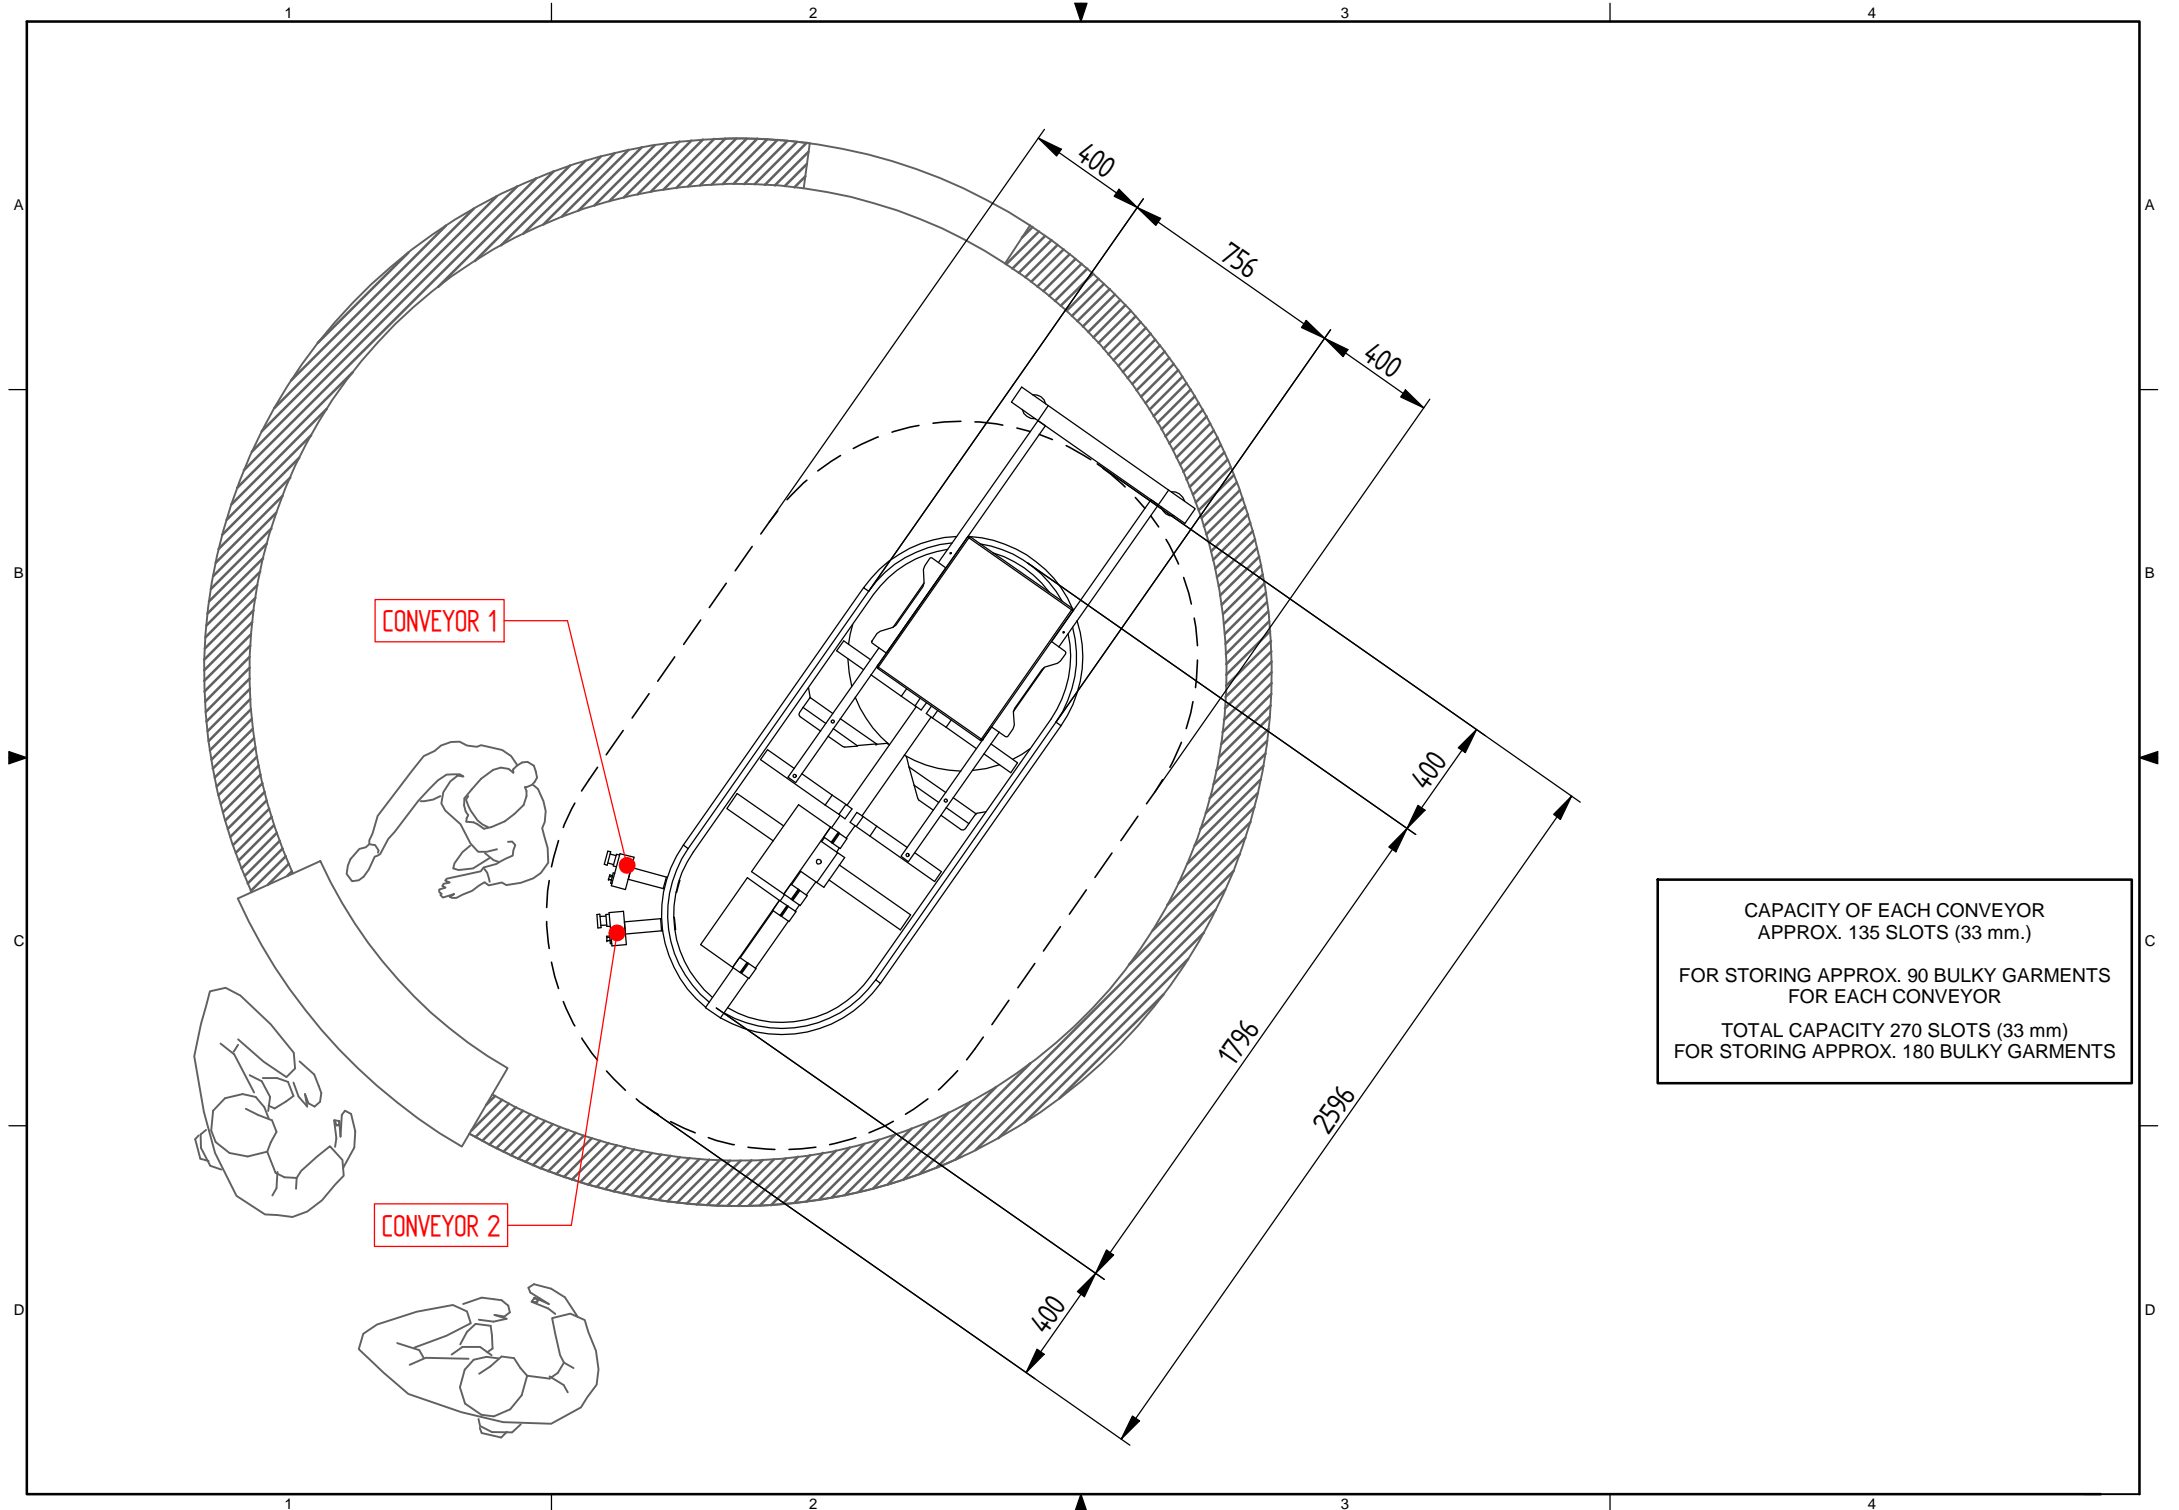 1 2 3 4
400
A A
756
400
B B
CONVEYOR 1
400
CAPACITY OF EACH CONVEYOR
APPROX. 135 SLOTS (33 mm.)
C C
FOR STORING APPROX. 90 BULKY GARMENTS
FOR EACH CONVEYOR
TOTAL CAPACITY 270 SLOTS (33 mm)
FOR STORING APPROX. 180 BULKY GARMENTS
1796
2596
CONVEYOR 2
400
D D
1 2 3 4